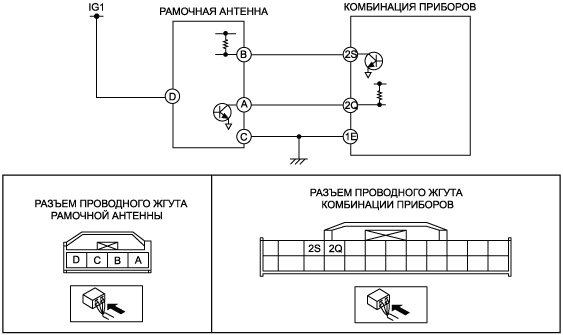 IG1
РАМОЧНАЯ АНТЕННА
КОМБИНАЦИЯ ПРИБОРОВ
B
2S
D
A
2Q
C
1E
РАЗЪЕМ ПРОВОДНОГО ЖГУТА
РАМОЧНОЙ АНТЕННЫ
D C B A
РАЗЪЕМ ПРОВОДНОГО ЖГУТА
КОМБИНАЦИИ ПРИБОРОВ
2S 2Q